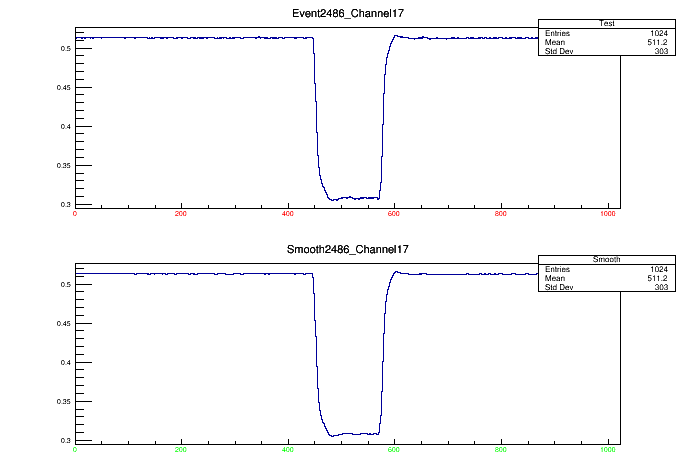 Event2486_Channel17
Test
Entries 1024
Mean 511.2
Std Dev 303
0.5
0.45
0.4
0.35
0.3
0 200 400 600 800 1000
Smooth2486_Channel17
Smooth
Entries 1024
Mean 511.2
Std Dev 303
0.5
0.45
0.4
0.35
0.3
0 200 400 600 800 1000